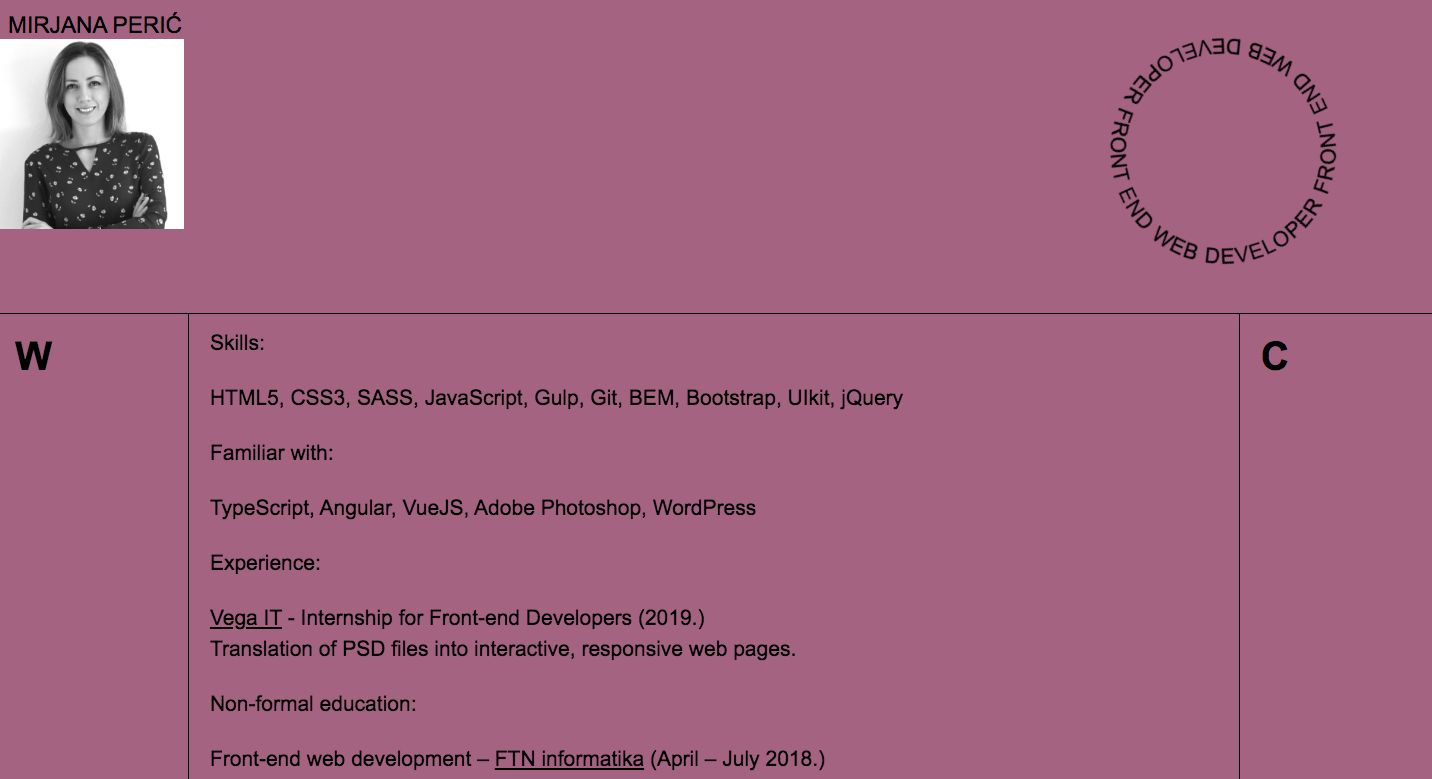 MIRJANA PERIĆ
FRONT END WEB DEVELOPER FRONT END WEB DEVELOPER
W
Skills:
HTML5, CSS3, SASS, JavaScript, Gulp, Git, BEM, Bootstrap, UIkit, jQuery
Familiar with:
TypeScript, Angular, VueJS, Adobe Photoshop, WordPress
Experience:
Vega IT - Internship for Front-end Developers (2019.)
Translation of PSD files into interactive, responsive web pages.
Non-formal education:
Front-end web development – FTN informatika (April – July 2018.)
C